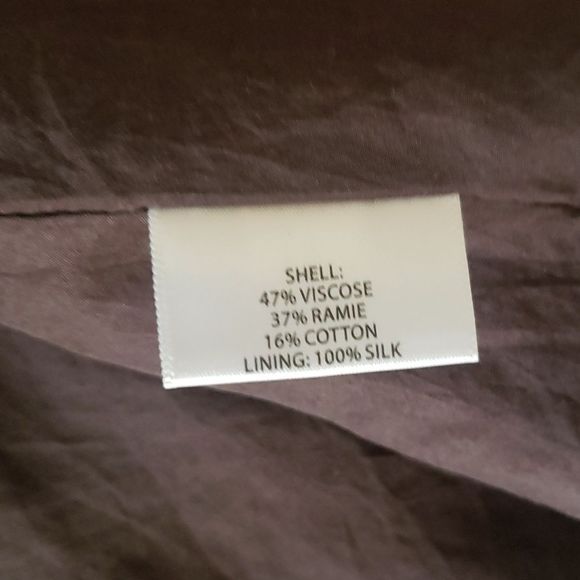 SHELL:
47% VISCOSE
37% RAMIE
16% COTTON
LINING: 100% SILK